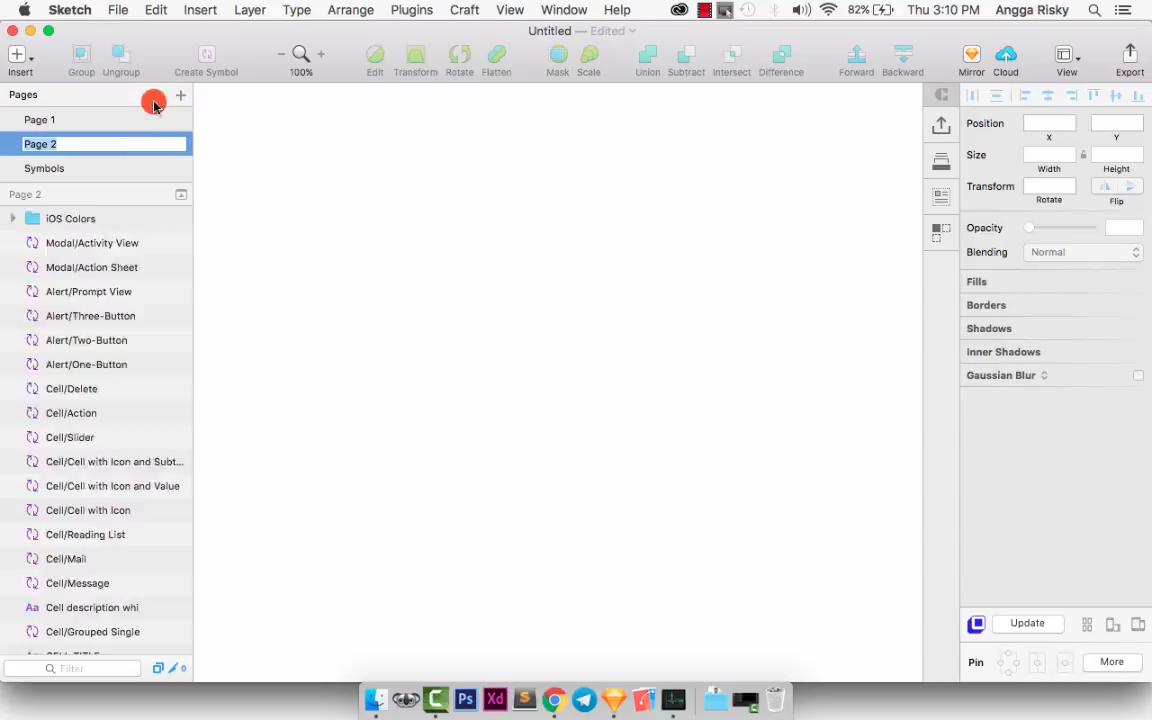 Sketch File Edit Insert Layer Type Arrange Plugins Craft View Window Help 82% Thu 3:10 PM Angga Risky
Untitled — Edited
Insert Group Ungroup Create Symbol 100% Edit Transform Rotate Flatten Mask Scale Union Subtract Intersect Difference Forward Backward Mirror Cloud View Export
Pages
Page 1
Page 2
Symbols
Page 2
iOS Colors
Modal/Activity View
Modal/Action Sheet
Alert/Prompt View
Alert/Three-Button
Alert/Two-Button
Alert/One-Button
Cell/Delete
Cell/Action
Cell/Slider
Cell/Cell with Icon and Subt...
Cell/Cell with Icon and Value
Cell/Cell with Icon
Cell/Reading List
Cell/Mail
Cell/Message
Aa Cell description whi
Cell/Grouped Single
Filter 0
Position
X Y
Size
Width Height
Transform
Rotate Flip
Opacity
Blending Normal
Fills
Borders
Shadows
Inner Shadows
Gaussian Blur
Update
Pin More
Ps Xd S